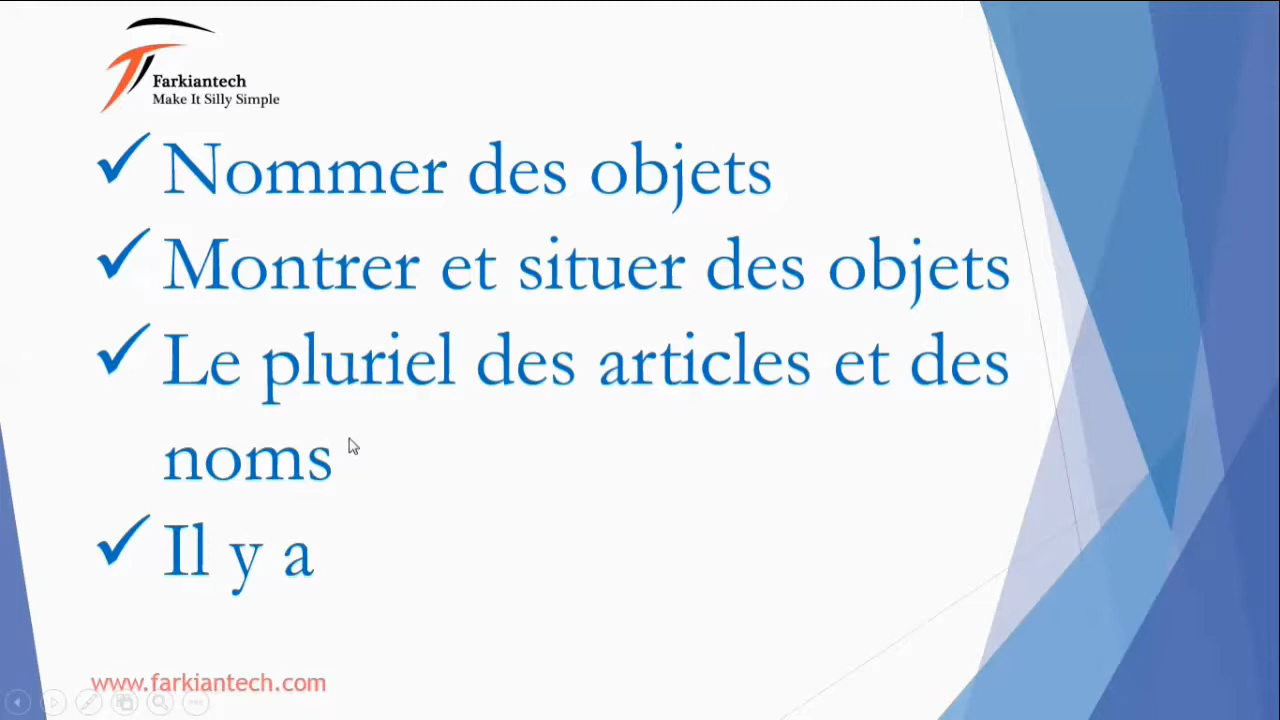 Farkiantech
Make It Silly Simple
Nommer des objets
Montrer et situer des objets
Le pluriel des articles et des
noms
Il y a
www.farkiantech.com